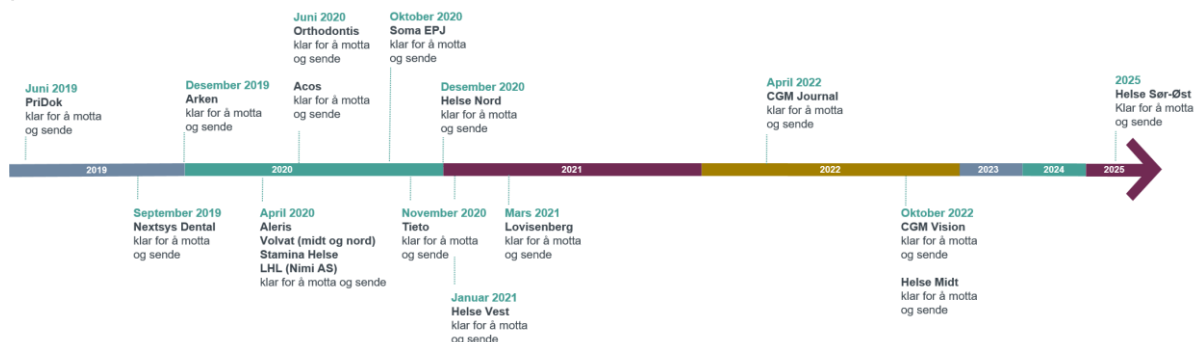 Juni 2019
PriDok
klar for å motta
og sende
Desember 2019
Arken
klar for å motta
og sende
Juni 2020
Orthodontis
klar for å motta
og sende
Acos
klar for å motta
og sende
Oktober 2020
Soma EPJ
klar for å motta
og sende
Desember 2020
Helse Nord
klar for å motta
og sende
April 2022
CGM Journal
klar for å motta
og sende
2025
Helse Sør-Øst
Klar for å motta
og sende
2019
2020
2021
2022
2023
2024
2025
September 2019
Nextsys Dental
klar for å motta
og sende
April 2020
Aleris
Volvat (midt og nord)
Stamina Helse
LHL (Nimi AS)
klar for å motta og sende
November 2020
Tieto
klar for å motta
og sende
Januar 2021
Helse Vest
klar for å motta
og sende
Mars 2021
Lovisenberg
klar for å motta
og sende
Oktober 2022
CGM Vision
klar for å motta
og sende
Helse Midt
klar for å motta
og sende